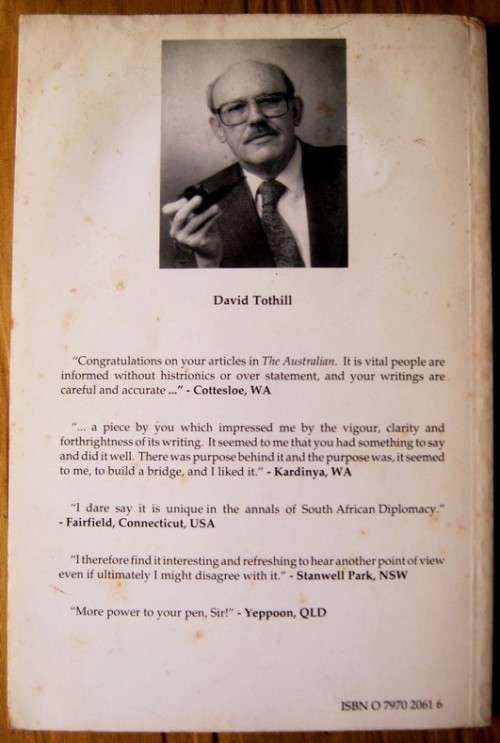 David Tothill
"Congratulations on your articles in The Australian. It is vital people are
informed without histrionics or over statement, and your writings are
careful and accurate ..." - Cottesloe, WA
"... a piece by you which impressed me by the vigour, clarity and
forthrightness of its writing. It seemed to me that you had something to say
and did it well. There was purpose behind it and the purpose was, it seemed
to me, to build a bridge, and I liked it." - Kardinya, WA
"I dare say it is unique in the annals of South African Diplomacy."
- Fairfield, Connecticut, USA
"I therefore find it interesting and refreshing to hear another point of view
even if ultimately I might disagree with it." - Stanwell Park, NSW
"More power to your pen, Sir!" - Yeppoon, QLD
ISBN O 7970 2061 6